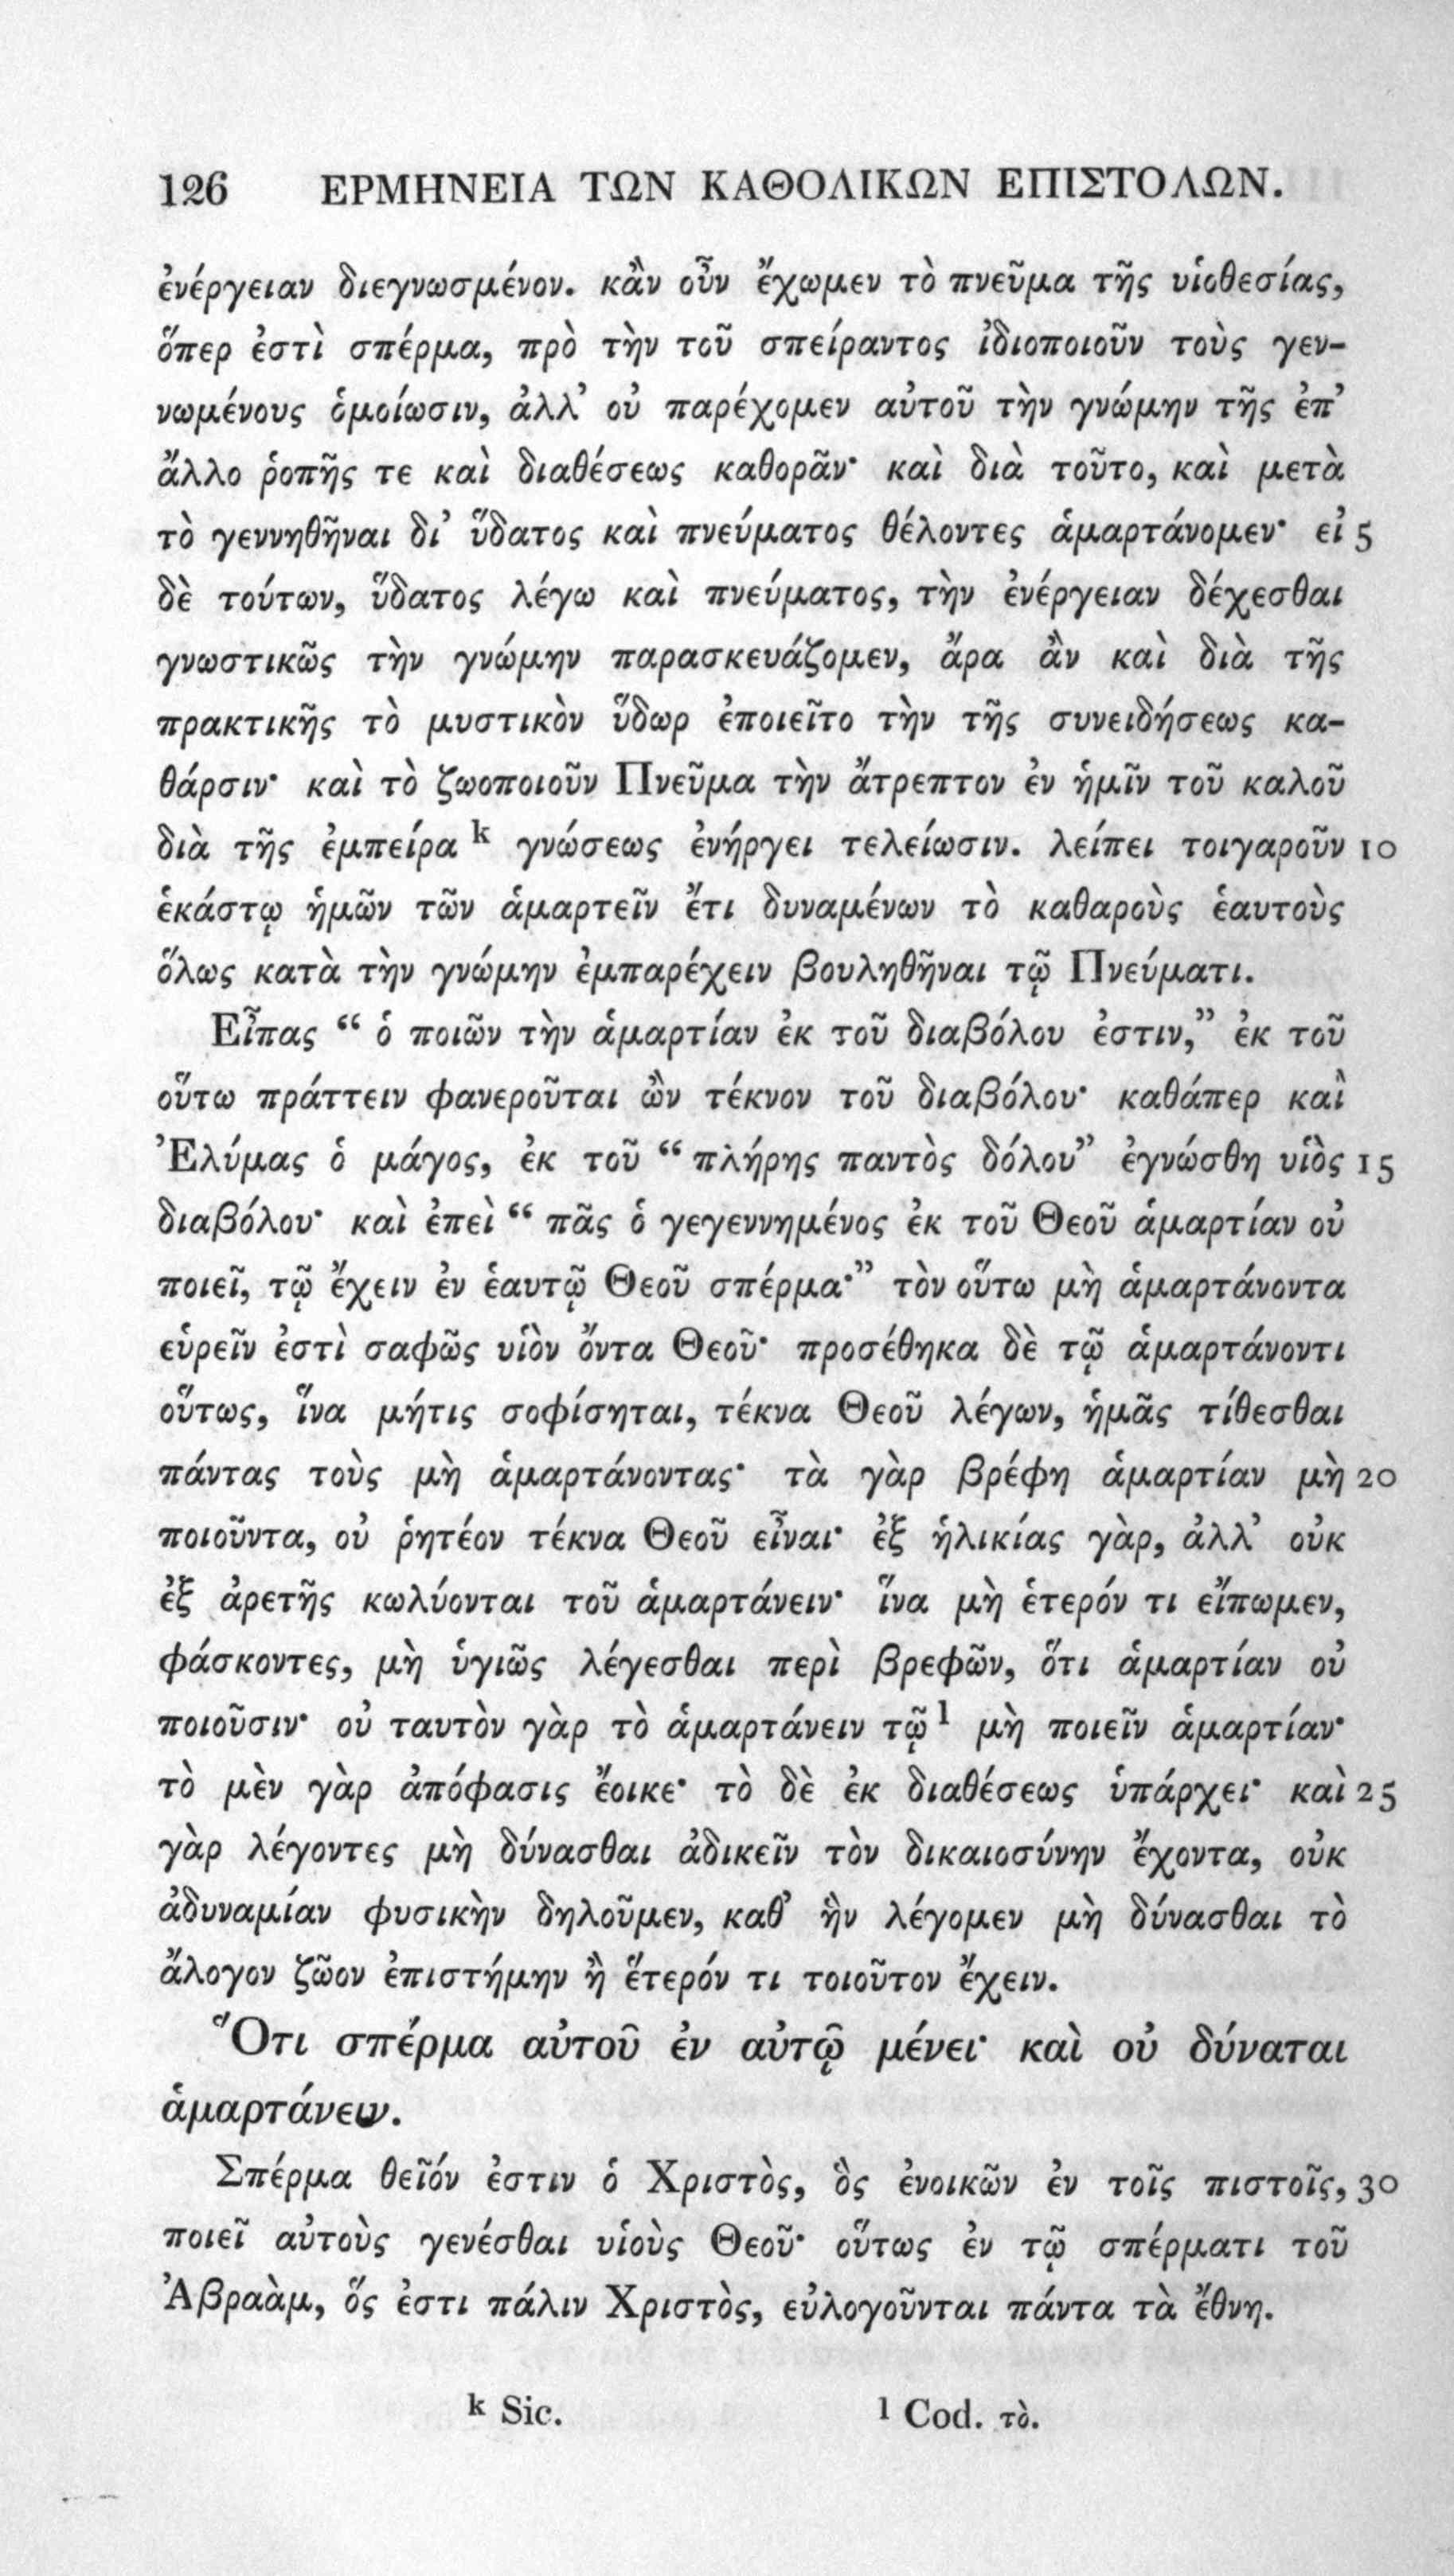 126 ΕΡΜΗΝΕΙΑ ΤΩΝ ΚΑΘΟΛΙΚΩΝ ΕΠΙΣΤΟΛΩΝ.
ἐνέργειαν διεγνωσμένον. κἂν οὖν ἔχωμεν τὸ πνεῦμα τῆς υἱοθεσίας,
ὅπερ ἐστὶ σπέρμα, πρὸ τὴν τοῦ σπείραντος ἰδιοποιοῦν τοὺς γεν-
νωμένους ὁμοίωσιν, ἀλλ’ οὐ παρέχομεν αὐτοῦ τὴν γνώμην τῆς ἐπ’
ἄλλο ῥοπῆς τε καὶ διαθέσεως καθορᾶν· καὶ διὰ τοῦτο, καὶ μετὰ
τὸ γεννηθῆναι δι’ ὕδατος καὶ πνεύματος θέλοντες ἁμαρτάνομεν· εἰ 5
δὲ τούτων, ὕδατος λέγω καὶ πνεύματος, τὴν ἐνέργειαν δέχεσθαι
γνωστικῶς τὴν γνώμην παρασκευάζομεν, ἄρα ἂν καὶ διὰ τῆς
πρακτικῆς τὸ μυστικὸν ὕδωρ ἐποιεῖτο τὴν τῆς συνειδήσεως κα-
θάρσιν· καὶ τὸ ζωοποιοῦν Πνεῦμα τὴν ἄτρεπτον ἐν ἡμῖν τοῦ καλοῦ
διὰ τῆς ἐμπείρα k γνώσεως ἐνήργει τελείωσιν. λείπει τοιγαροῦν 10
ἑκάστῳ ἡμῶν τῶν ἁμαρτεῖν ἔτι δυναμένων τὸ καθαροὺς ἑαυτοὺς
ὅλως κατὰ τὴν γνώμην ἐμπαρέχειν βουληθῆναι τῷ Πνεύματι.
Εἶπας “ ὁ ποιῶν τὴν ἁμαρτίαν ἐκ τοῦ διαβόλου ἐστιν,” ἐκ τοῦ
οὕτω πράττειν φανεροῦται ὢν τέκνον τοῦ διαβόλου· καθάπερ καὶ
Ἐλύμας ὁ μάγος, ἐκ τοῦ “ πλήρης παντὸς δόλου” ἐγνώσθη υἱὸς 15
διαβόλου· καὶ ἐπεὶ “ πᾶς ὁ γεγεννημένος ἐκ τοῦ Θεοῦ ἁμαρτίαν οὐ
ποιεῖ, τῷ ἔχειν ἐν ἑαυτῷ Θεοῦ σπέρμα·” τὸν οὕτω μὴ ἁμαρτάνοντα
εὑρεῖν ἐστὶ σαφῶς υἱὸν ὄντα Θεοῦ· προσέθηκα δὲ τῷ ἁμαρτάνοντι
οὕτως, ἵνα μήτις σοφίσηται, τέκνα Θεοῦ λέγων, ἡμᾶς τίθεσθαι
πάντας τοὺς μὴ ἁμαρτάνοντας· τὰ γὰρ βρέφη ἁμαρτίαν μὴ 20
ποιοῦντα, οὐ ῥητέον τέκνα Θεοῦ εἶναι· ἐξ ἡλικίας γὰρ, ἀλλ’ οὐκ
ἐξ ἀρετῆς κωλύονται τοῦ ἁμαρτάνειν· ἵνα μὴ ἑτερόν τι εἴπωμεν,
φάσκοντες, μὴ ὑγιῶς λέγεσθαι περὶ βρεφῶν, ὅτι ἁμαρτίαν οὐ
ποιοῦσιν· οὐ ταυτὸν γὰρ τὸ ἁμαρτάνειν τῷ l μὴ ποιεῖν ἁμαρτίαν·
τὸ μὲν γὰρ ἀπόφασις ἔοικε· τὸ δὲ ἐκ διαθέσεως ὑπάρχει· καὶ 25
γὰρ λέγοντες μὴ δύνασθαι ἀδικεῖν τὸν δικαιοσύνην ἔχοντα, οὐκ
ἀδυναμίαν φυσικὴν δηλοῦμεν, καθ’ ἣν λέγομεν μὴ δύνασθαι τὸ
ἄλογον ζῶον ἐπιστήμην ἢ ἕτερόν τι τοιοῦτον ἔχειν.
Ὅτι σπέρμα αὐτοῦ ἐν αὐτῷ μένει· καὶ οὐ δύναται
ἁμαρτάνειν.
Σπέρμα θεῖόν ἐστιν ὁ Χριστὸς, ὃς ἐνοικῶν ἐν τοῖς πιστοῖς, 30
ποιεῖ αὐτοὺς γενέσθαι υἱοὺς Θεοῦ· οὕτως ἐν τῷ σπέρματι τοῦ
Ἀβραὰμ, ὅς ἐστι πάλιν Χριστὸς, εὐλογοῦνται πάντα τὰ ἔθνη.
k Sic. l Cod. τὸ.